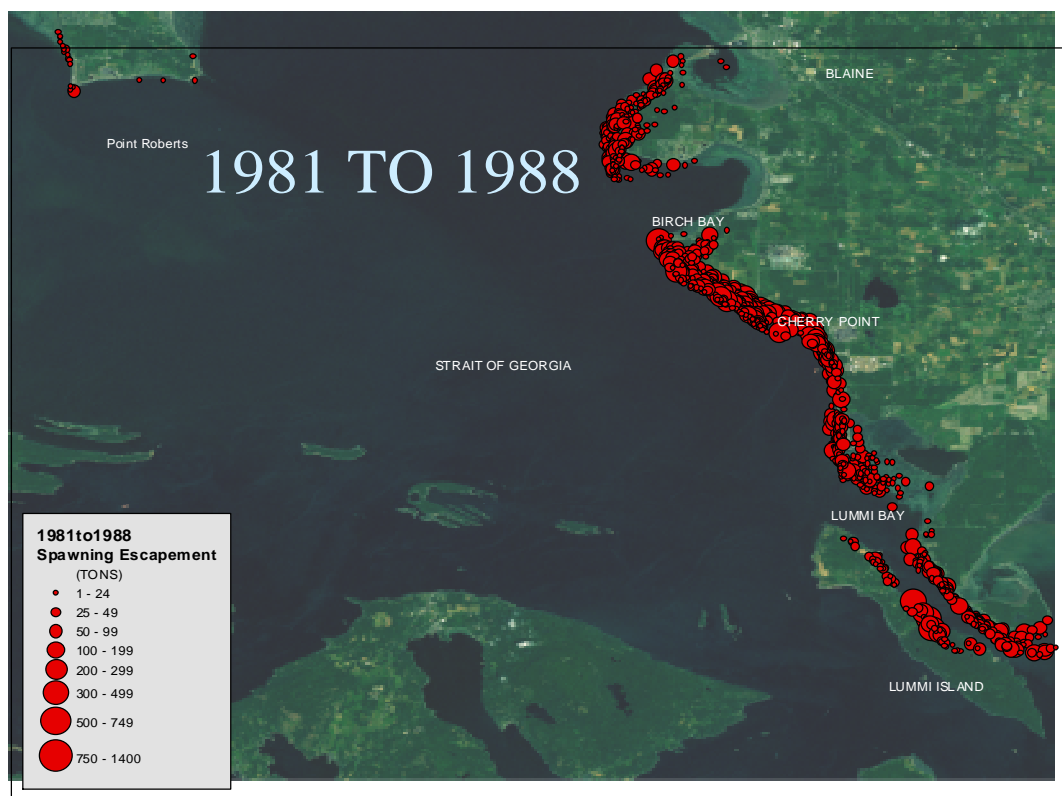 BLAINE
Point Roberts
1981 TO 1988
BIRCH BAY
CHERRY POINT
STRAIT OF GEORGIA
LUMMI BAY
LUMMI ISLAND
1981to1988
Spawning Escapement
(TONS)
1 - 24
25 - 49
50 - 99
100 - 199
200 - 299
300 - 499
500 - 749
750 - 1400